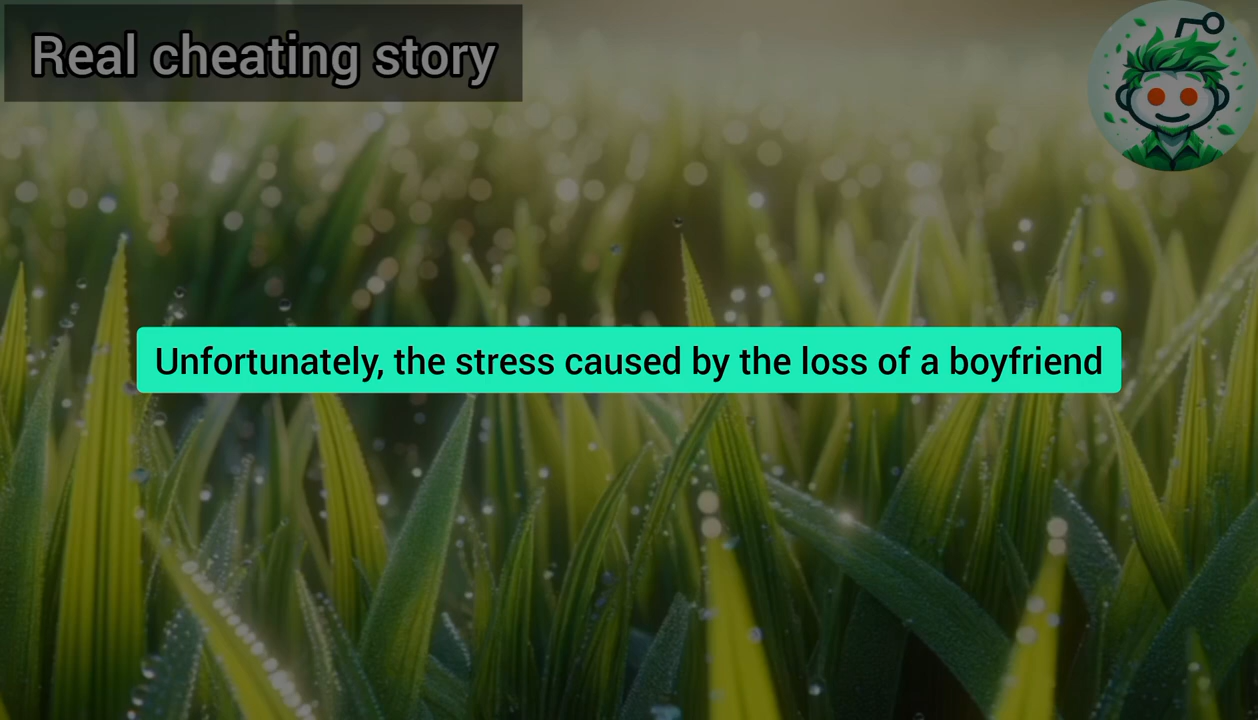 Real cheating story
Unfortunately, the stress caused by the loss of a boyfriend